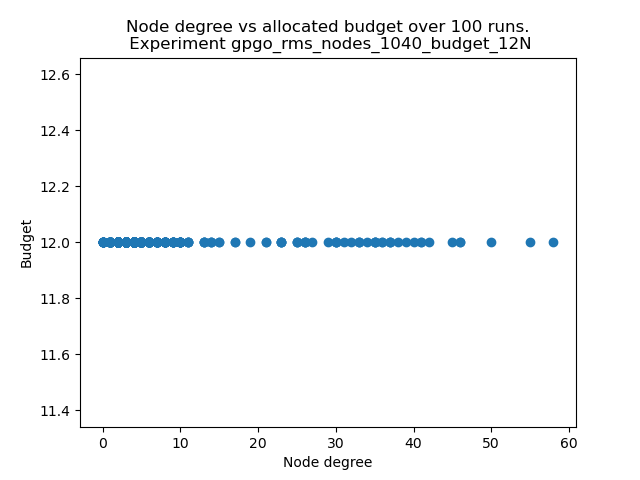 Node degree vs allocated budget over 100 runs.
Experiment gpgo_rms_nodes_1040_budget_12N
12.6
12.4
12.2
12.0
11.8
11.6
11.4
Budget
0 10 20 30 40 50 60
Node degree